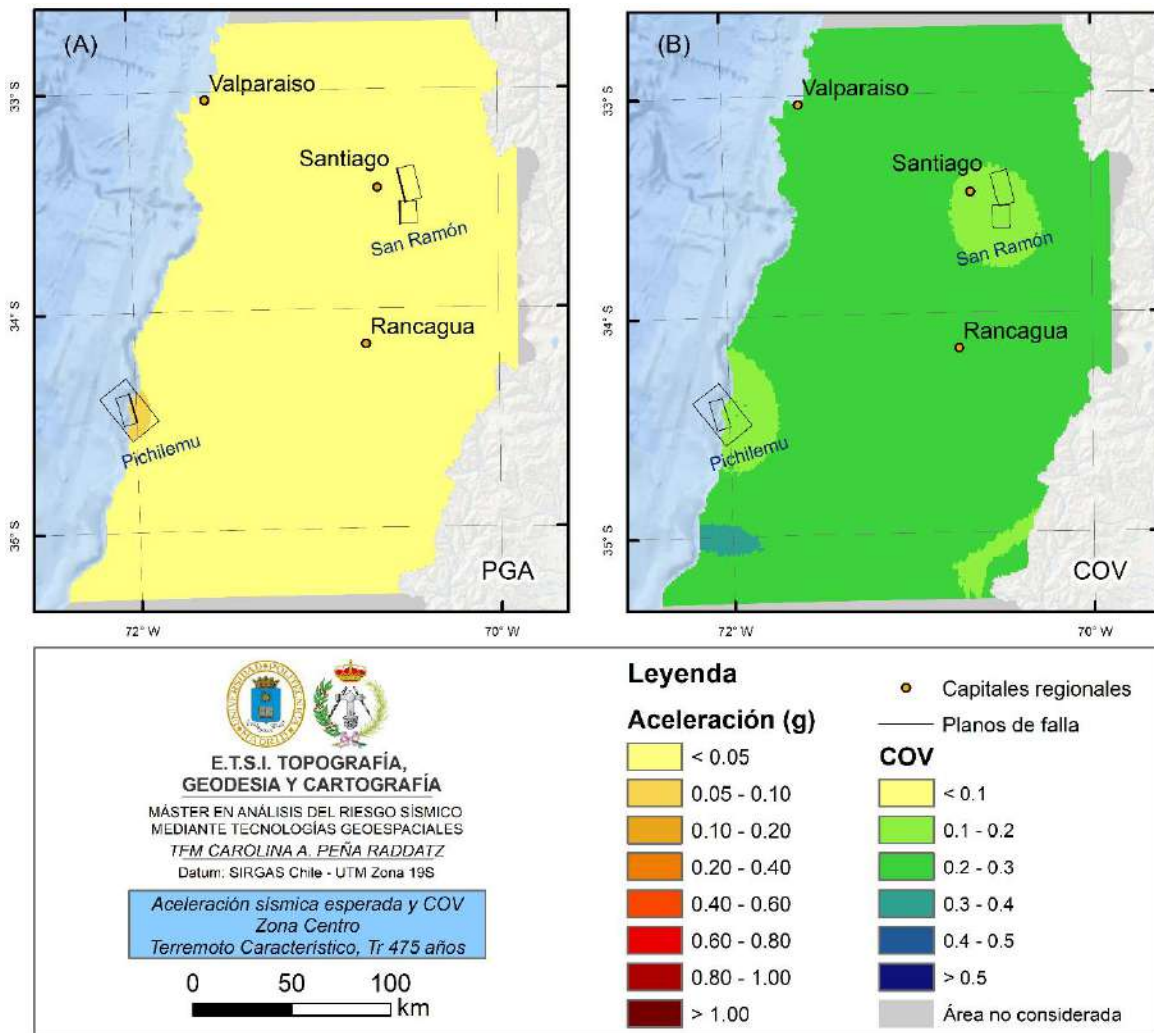 (A)
Valparaiso
Santiago
San Ramón
Rancagua
Pichilemu
PGA
33° S
34° S
35° S
72° W
70° W
(B)
Valparaiso
Santiago
San Ramón
Rancagua
Pichilemu
COV
33° S
34° S
35° S
72° W
70° W
UNIVERSIDAD POLITÉCNICA
MADRID
E.T.S.I. TOPOGRAFÍA,
GEODESIA Y CARTOGRAFÍA
MÁSTER EN ANÁLISIS DEL RIESGO SÍSMICO
MEDIANTE TECNOLOGÍAS GEOESPACIALES
TFM CAROLINA A. PEÑA RADDATZ
Datum: SIRGAS Chile - UTM Zona 19S
Aceleración sísmica esperada y COV
Zona Centro
Terremoto Característico, Tr 475 años
0 50 100
km
Leyenda
Aceleración (g)
< 0.05
0.05 - 0.10
0.10 - 0.20
0.20 - 0.40
0.40 - 0.60
0.60 - 0.80
0.80 - 1.00
> 1.00
Capitales regionales
Planos de falla
COV
< 0.1
0.1 - 0.2
0.2 - 0.3
0.3 - 0.4
0.4 - 0.5
> 0.5
Área no considerada